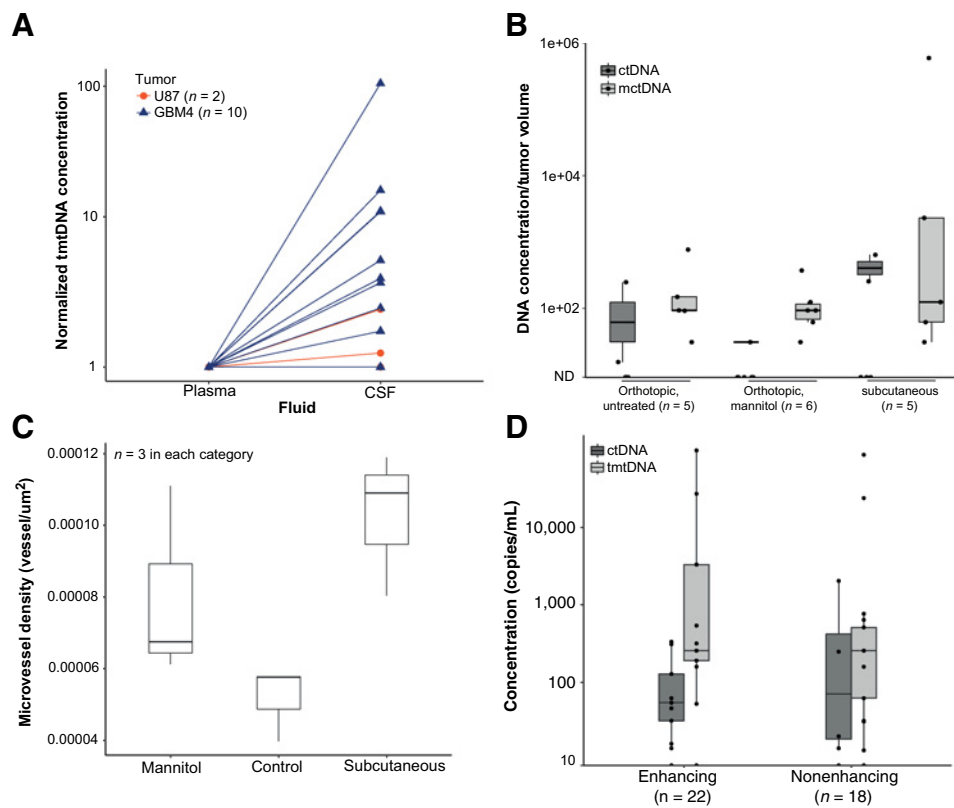 A
Normalized tmtDNA concentration
100
10
1
Tumor
U87 (n = 2)
GBM4 (n = 10)
Plasma
CSF
Fluid
B
DNA concentration/tumor volume
1e+06
1e+04
1e+02
ND
ctDNA
mctDNA
Orthotopic,
untreated (n = 5)
Orthotopic,
mannitol (n = 6)
subcutaneous
(n = 5)
C
Microvessel density (vessel/um²)
0.00012
0.00010
0.00008
0.00006
0.00004
n = 3 in each category
Mannitol
Control
Subcutaneous
D
Concentration (copies/mL)
10,000
1,000
100
10
ctDNA
tmtDNA
Enhancing
(n = 22)
Nonenhancing
(n = 18)